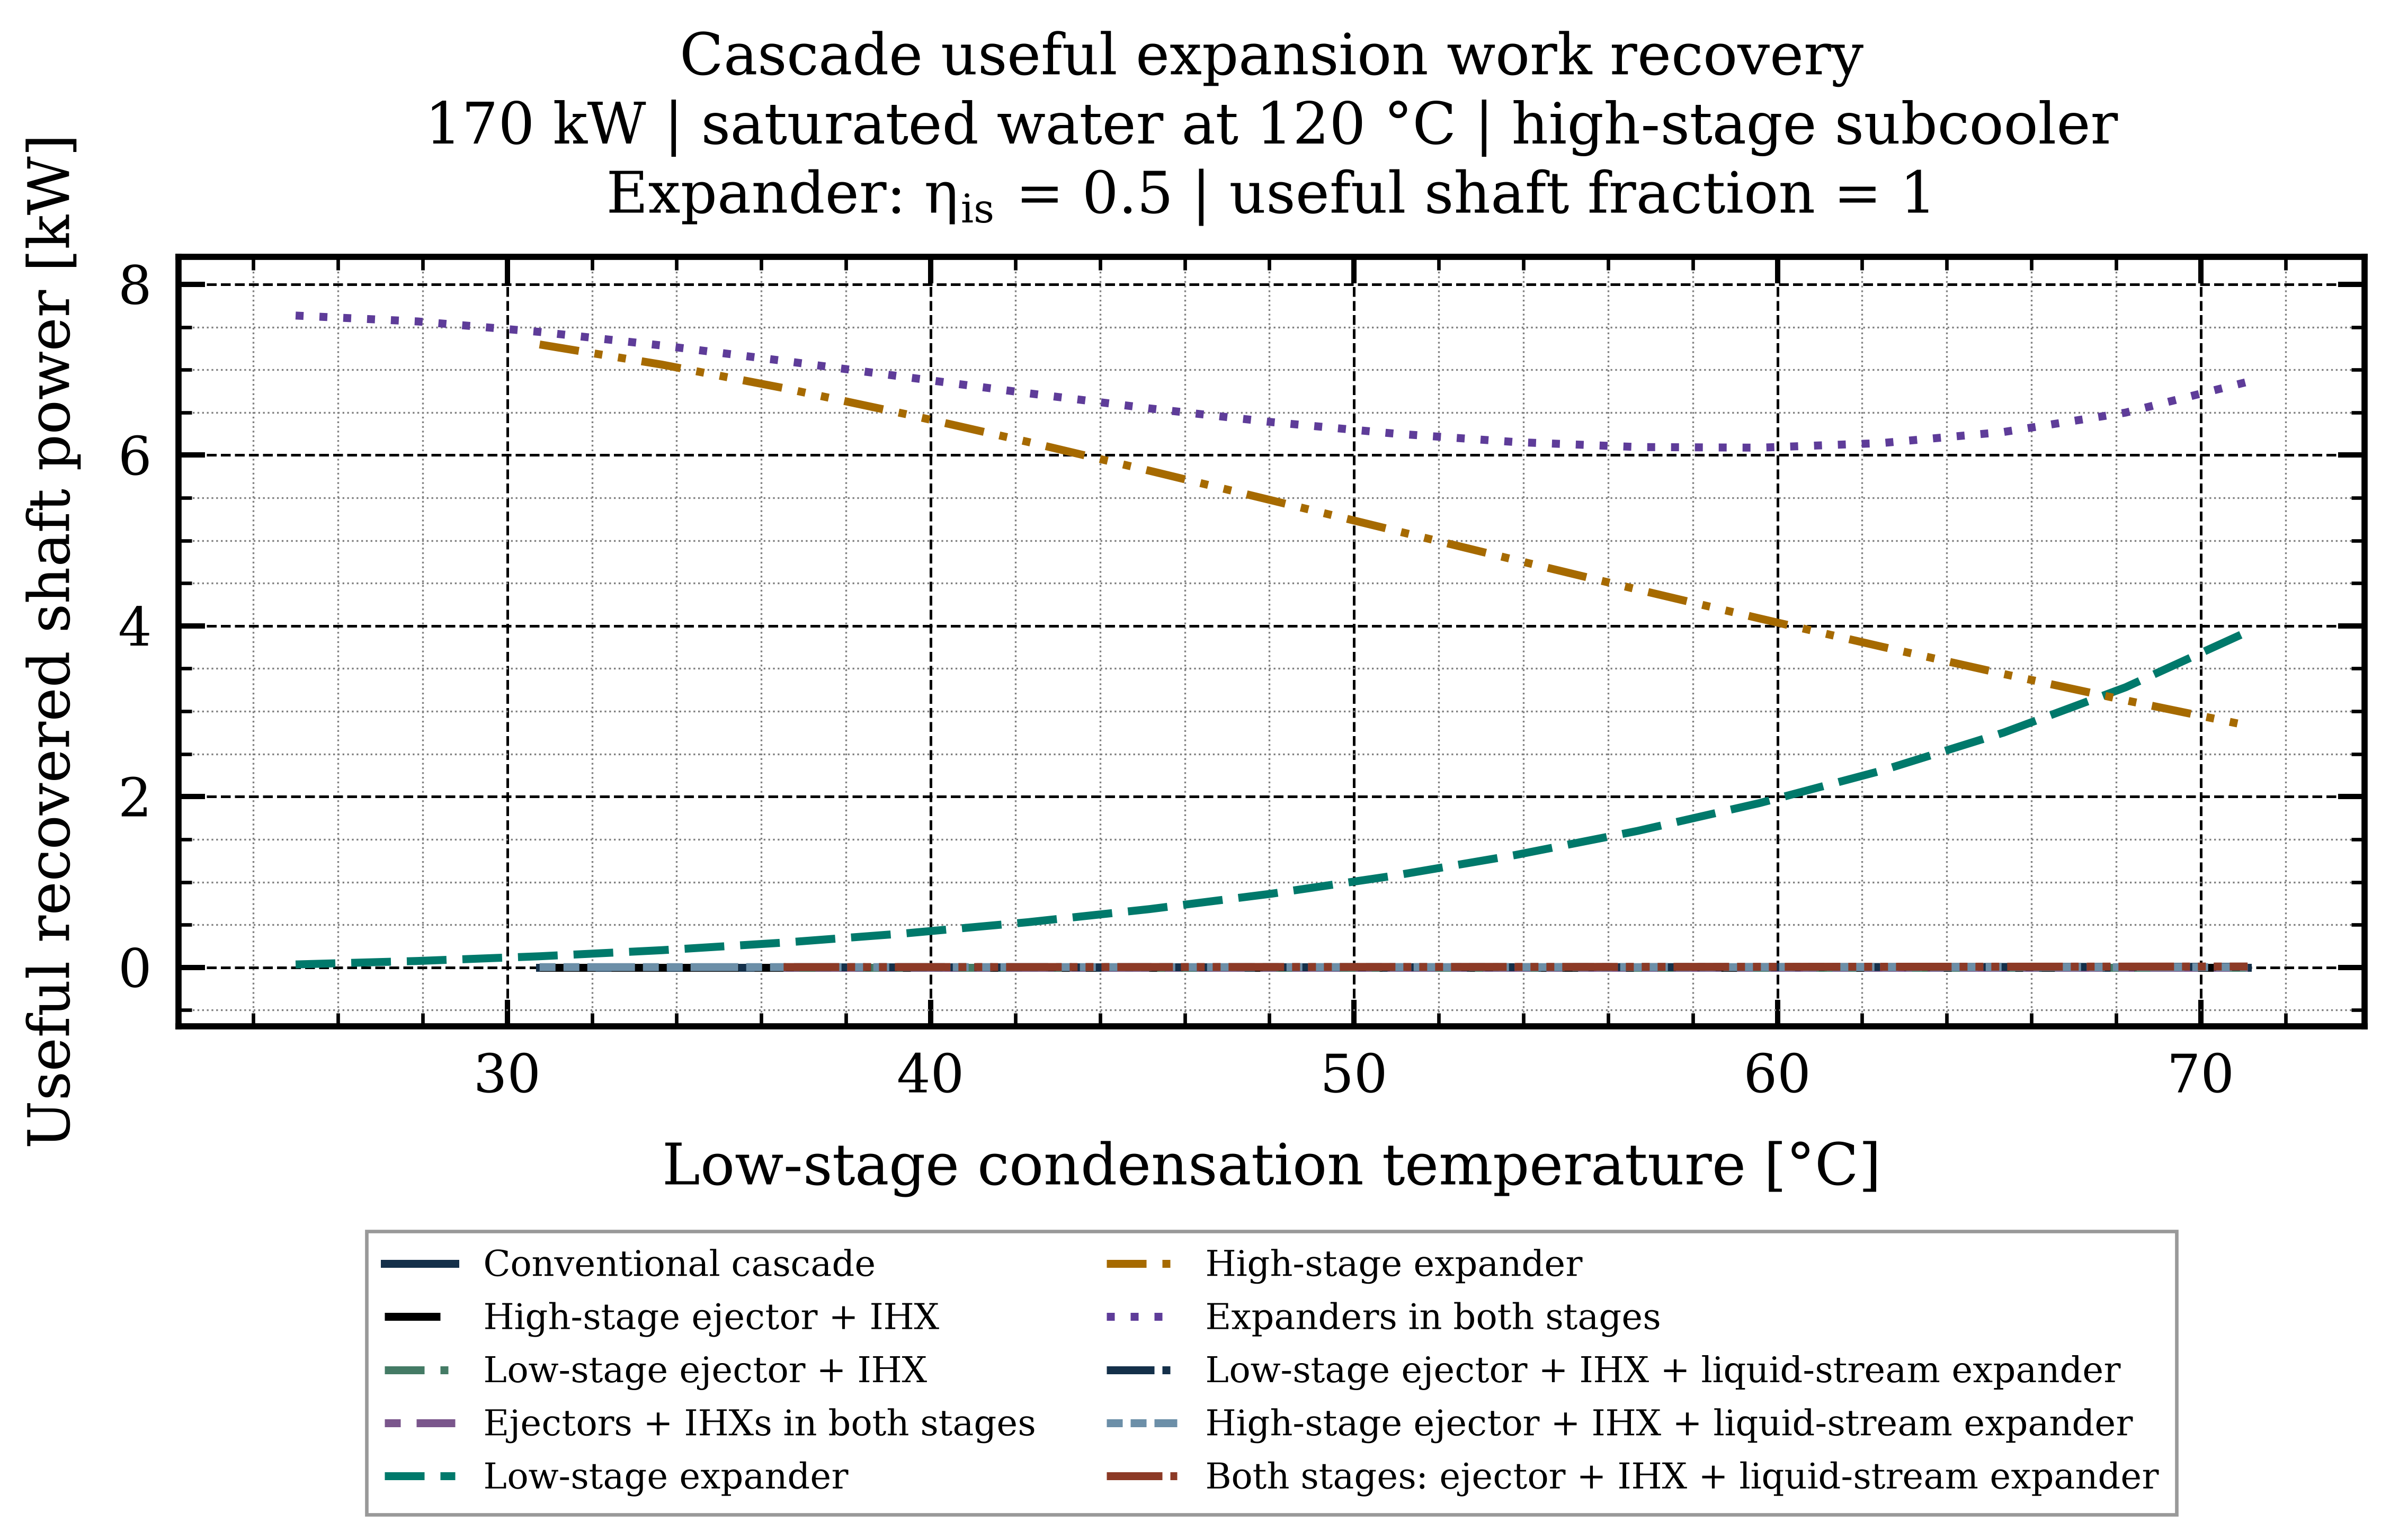 Cascade useful expansion work recovery
170 kW | saturated water at 120 °C | high-stage subcooler
Expander: ηis = 0.5 | useful shaft fraction = 1
Useful recovered shaft power [kW]
8
6
4
2
0
30 40 50 60 70
Low-stage condensation temperature [°C]
Conventional cascade
High-stage ejector + IHX
Low-stage ejector + IHX
Ejectors + IHXs in both stages
Low-stage expander
High-stage expander
Expanders in both stages
Low-stage ejector + IHX + liquid-stream expander
High-stage ejector + IHX + liquid-stream expander
Both stages: ejector + IHX + liquid-stream expander